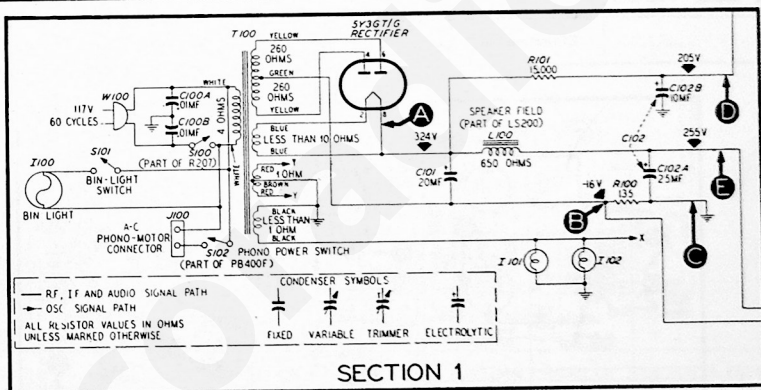 5Y3GT/G
RECTIFIER
T100
YELLOW
260
OHMS
GREEN
260
OHMS
YELLOW
4 6
2 8
A
W100
117V
60 CYCLES
C100A
.01MF
C100B
.01MF
WHITE
4 OHMS
WHITE
S100
(PART OF R207)
BLUE
LESS THAN 10 OHMS
BLUE
RED
Y
1 OHM
BROWN
RED
Y
BLACK
LESS THAN
1 OHM
BLACK
I100
S101
BIN-LIGHT
SWITCH
BIN LIGHT
J100
A-C
PHONO-MOTOR
CONNECTOR
S102
PHONO POWER SWITCH
(PART OF PB400F)
R101
15,000
205V
C102B
10MF
D
SPEAKER FIELD
(PART OF LS200)
L100
650 OHMS
324V
C101
20MF
C102
255V
C102A
25MF
E
-16V
R100
135
B
C
X
I101
I102
RF, IF AND AUDIO SIGNAL PATH
OSC SIGNAL PATH
ALL RESISTOR VALUES IN OHMS
UNLESS MARKED OTHERWISE
CONDENSER SYMBOLS
FIXED VARIABLE TRIMMER ELECTROLYTIC
SECTION 1